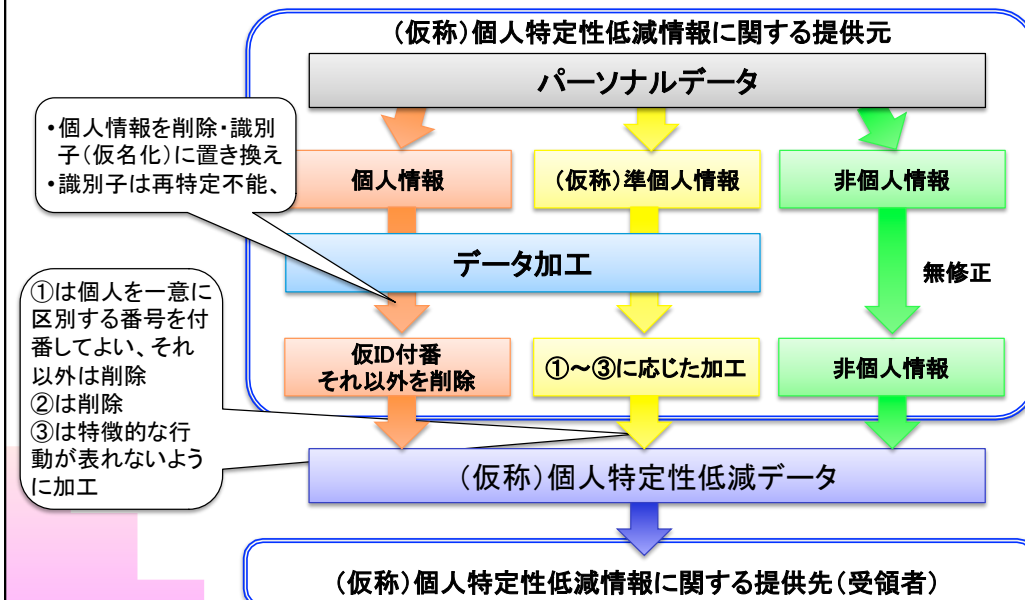 (仮称)個人特定性低減情報に関する提供元
パーソナルデータ
・個人情報を削除・識別
子(仮名化)に置き換え
・識別子は再特定不能、
個人情報
(仮称)準個人情報
非個人情報
データ加工
無修正
①は個人を一意に
区別する番号を付
番してよい、それ
以外は削除
②は削除
③は特徴的な行
動が表れないよう
に加工
仮ID付番
それ以外を削除
①~③に応じた加工
非個人情報
(仮称)個人特定性低減データ
(仮称)個人特定性低減情報に関する提供先(受領者)